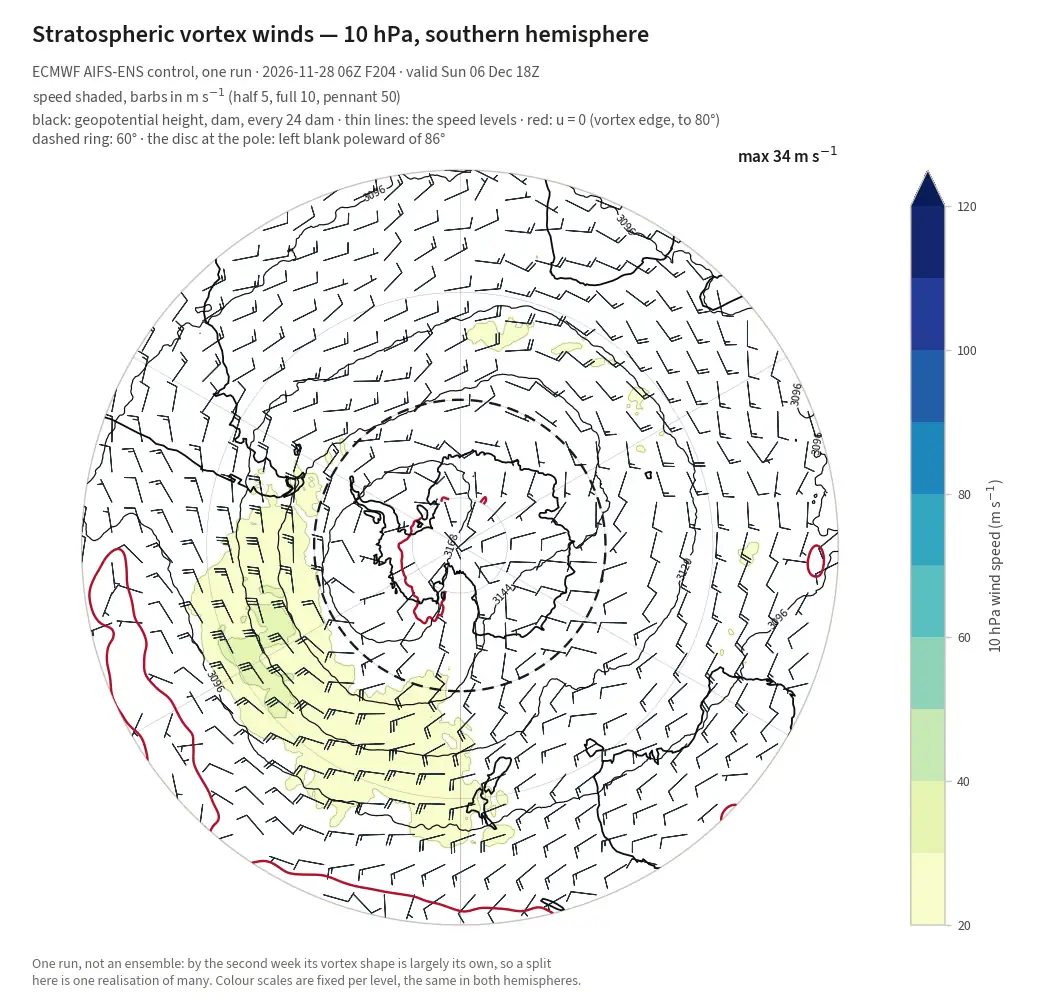 Stratospheric vortex winds — 10 hPa, southern hemisphere
ECMWF AIFS-ENS control, one run · 2026-11-28 06Z F204 · valid Sun 06 Dec 18Z
speed shaded, barbs in m s⁻¹ (half 5, full 10, pennant 50)
black: geopotential height, dam, every 24 dam · thin lines: the speed levels · red: u = 0 (vortex edge, to 80°)
dashed ring: 60° · the disc at the pole: left blank poleward of 86°
max 34 m s⁻¹
3096
3096
3096
3096
3168
3120
3144
3096
3096
120
100
80
60
40
20
10 hPa wind speed (m s⁻¹)
One run, not an ensemble: by the second week its vortex shape is largely its own, so a split
here is one realisation of many. Colour scales are fixed per level, the same in both hemispheres.